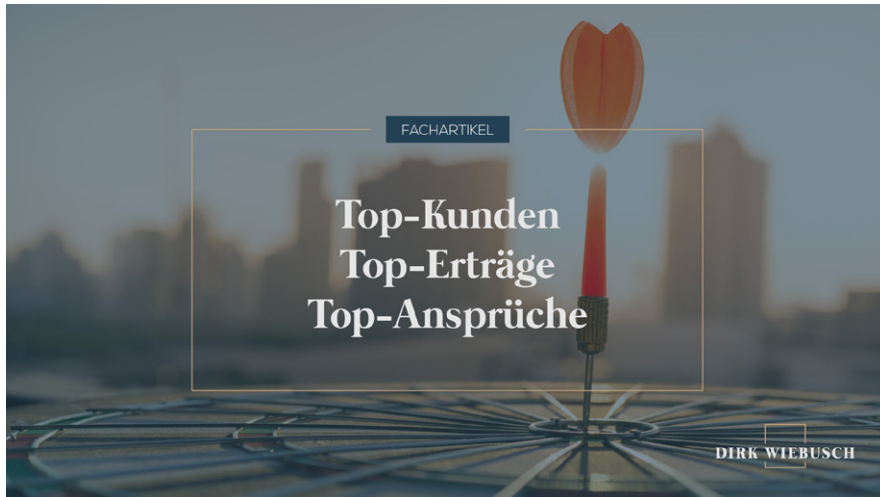 FACHARTIKEL
Top-Kunden
Top-Erträge
Top-Ansprüche
DIRK WIEBUSCH